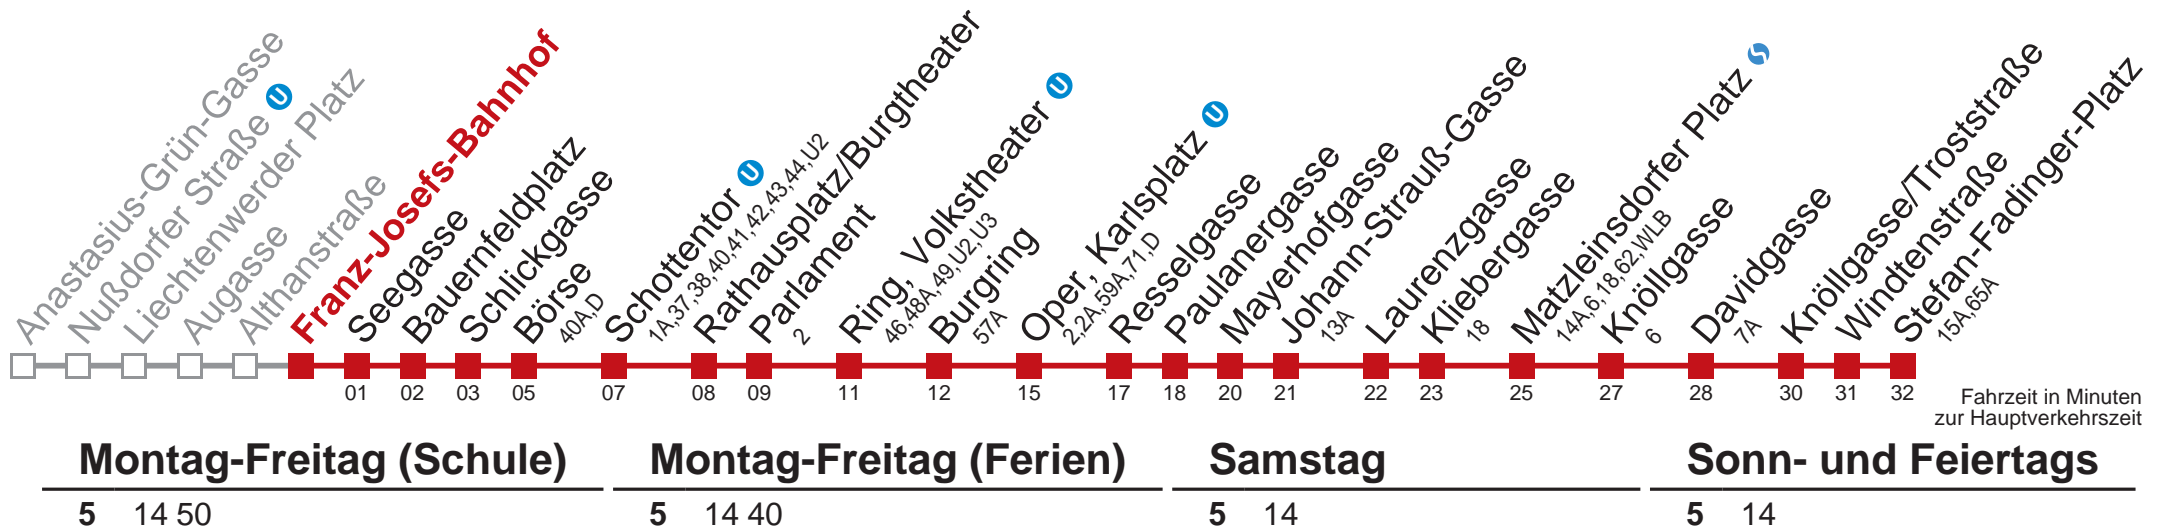 Anastasius-Grün-Gasse
Nußdorfer Straße U
Liechtenwerder Platz
Augasse
Althanstraße
Franz-Josefs-Bahnhof
Seegasse
Bauernfeldplatz
Schlickgasse
Börse
40A,D
Schottentor U
1A,37,38,40,41,42,43,44,U2
Rathausplatz/Burgtheater
Parlament
2
Ring, Volkstheater U
46,48A,49,U2,U3
Burgring
57A
Oper, Karlsplatz U
2,2A,59A,71,D
Resselgasse
Paulanergasse
Mayerhofgasse
Johann-Strauß-Gasse
13A
Laurenzgasse
Kliebergasse
18
Matzleinsdorfer Platz
14A,6,18,62,WLB
Knöllgasse
6
Davidgasse
7A
Knöllgasse/Troststraße
Windtenstraße
Stefan-Fadinger-Platz
15A,65A
01 02 03 05 07 08 09 11 12 15 17 18 20 21 22 23 25 27 28 30 31 32
Fahrzeit in Minuten
zur Hauptverkehrszeit
Montag-Freitag (Schule) Montag-Freitag (Ferien) Samstag Sonn- und Feiertags
5 14 50 5 14 40 5 14 5 14